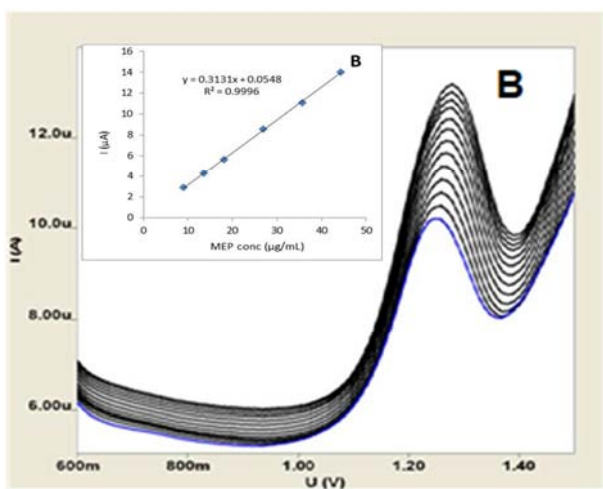 B
y = 0.3131x + 0.0548
R² = 0.9996
16
14
12
10
8
6
4
2
0
I (µA)
0 10 20 30 40 50
MEP conc (µg/mL)
B
12.0u
10.0u
8.00u
6.00u
I (A)
600m 800m 1.00 1.20 1.40
U (V)